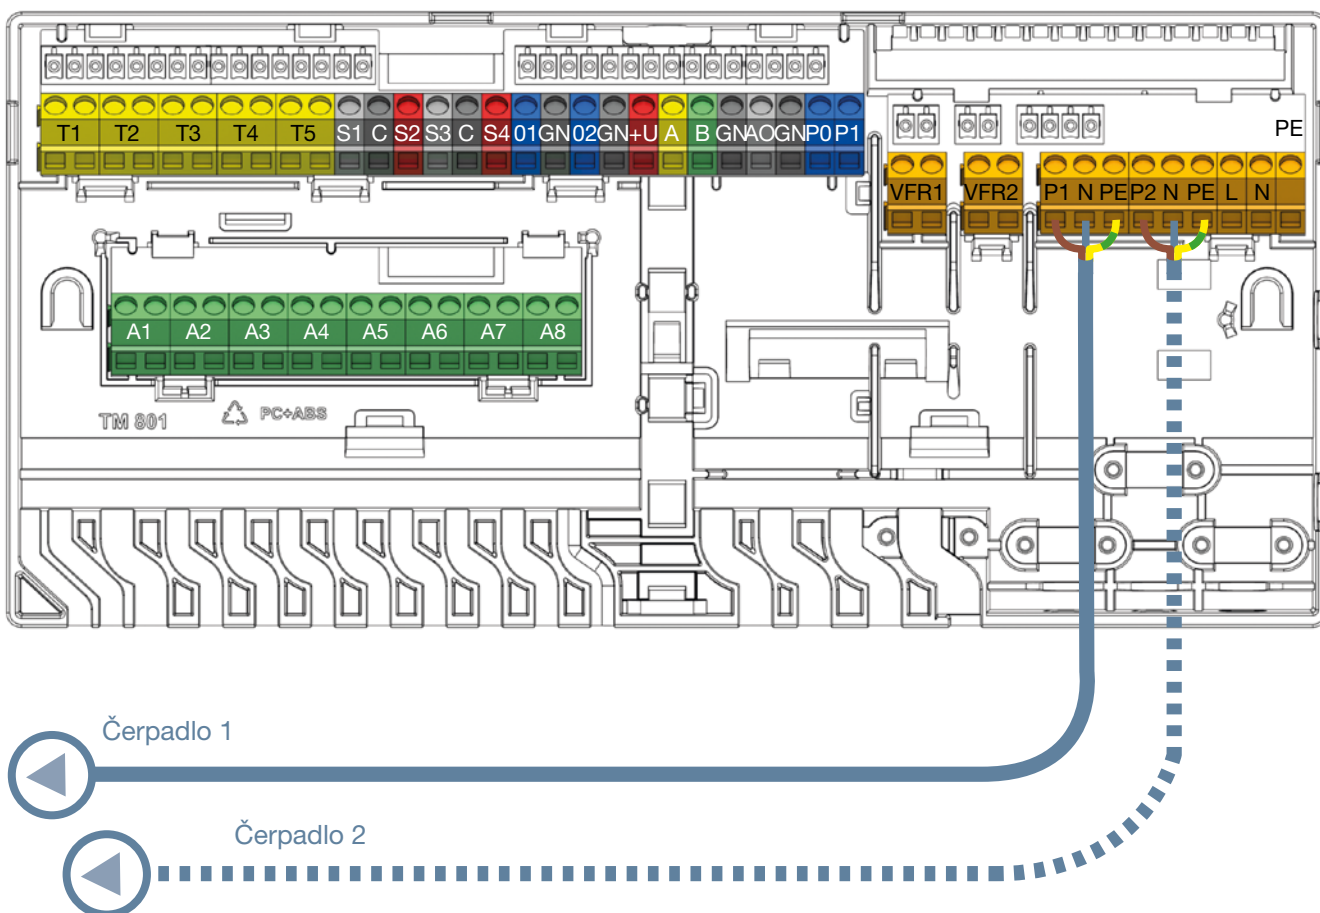 PE
T1 T2 T3 T4 T5 S1 C S2 S3 C S4 01 GN 02 GN +U A B GN AO GN P0 P1
VFR1 VFR2 P1 N PE P2 N PE L N
A1 A2 A3 A4 A5 A6 A7 A8
TM 801 PC+ABS
Čerpadlo 1
Čerpadlo 2